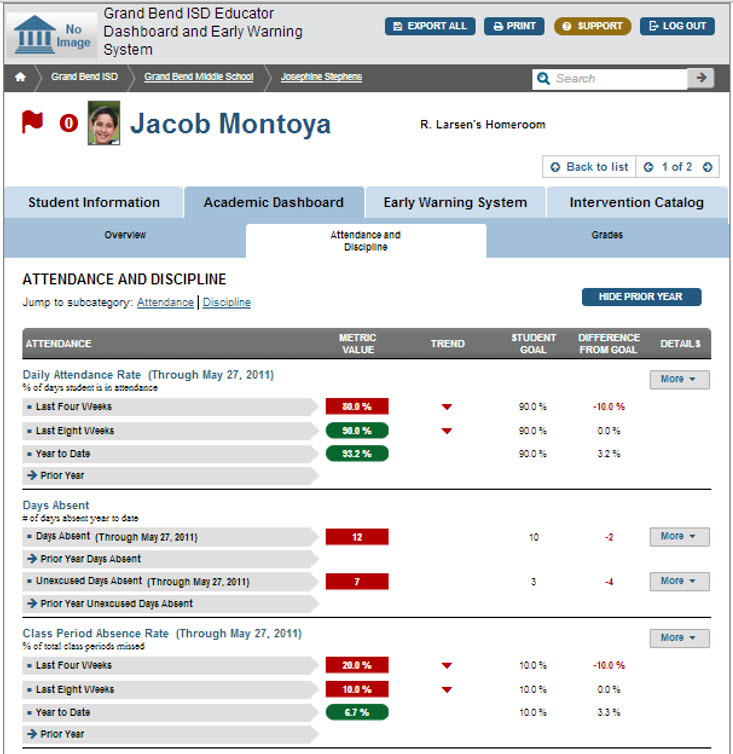 No Image
Grand Bend ISD Educator
Dashboard and Early Warning
System
EXPORT ALL PRINT SUPPORT LOG OUT
Grand Bend ISD Grand Bend Middle School Josephine Stephens Search
0 Jacob Montoya R. Larsen's Homeroom
Back to list 1 of 2
Student Information Academic Dashboard Early Warning System Intervention Catalog
Overview Attendance and Discipline Grades
ATTENDANCE AND DISCIPLINE
Jump to subcategory: Attendance | Discipline HIDE PRIOR YEAR
ATTENDANCE METRIC VALUE TREND STUDENT GOAL DIFFERENCE FROM GOAL DETAILS
Daily Attendance Rate (Through May 27, 2011) More
% of days student is in attendance
Last Four Weeks 80.0 % 90.0 % -10.0 %
Last Eight Weeks 90.0 % 90.0 % 0.0 %
Year to Date 93.2 % 90.0 % 3.2 %
Prior Year
Days Absent
# of days absent year to date
Days Absent (Through May 27, 2011) 12 10 -2 More
Prior Year Days Absent
Unexcused Days Absent (Through May 27, 2011) 7 3 -4 More
Prior Year Unexcused Days Absent
Class Period Absence Rate (Through May 27, 2011) More
% of total class periods missed
Last Four Weeks 20.0 % 10.0 % -10.0 %
Last Eight Weeks 10.0 % 10.0 % 0.0 %
Year to Date 6.7 % 10.0 % 3.3 %
Prior Year